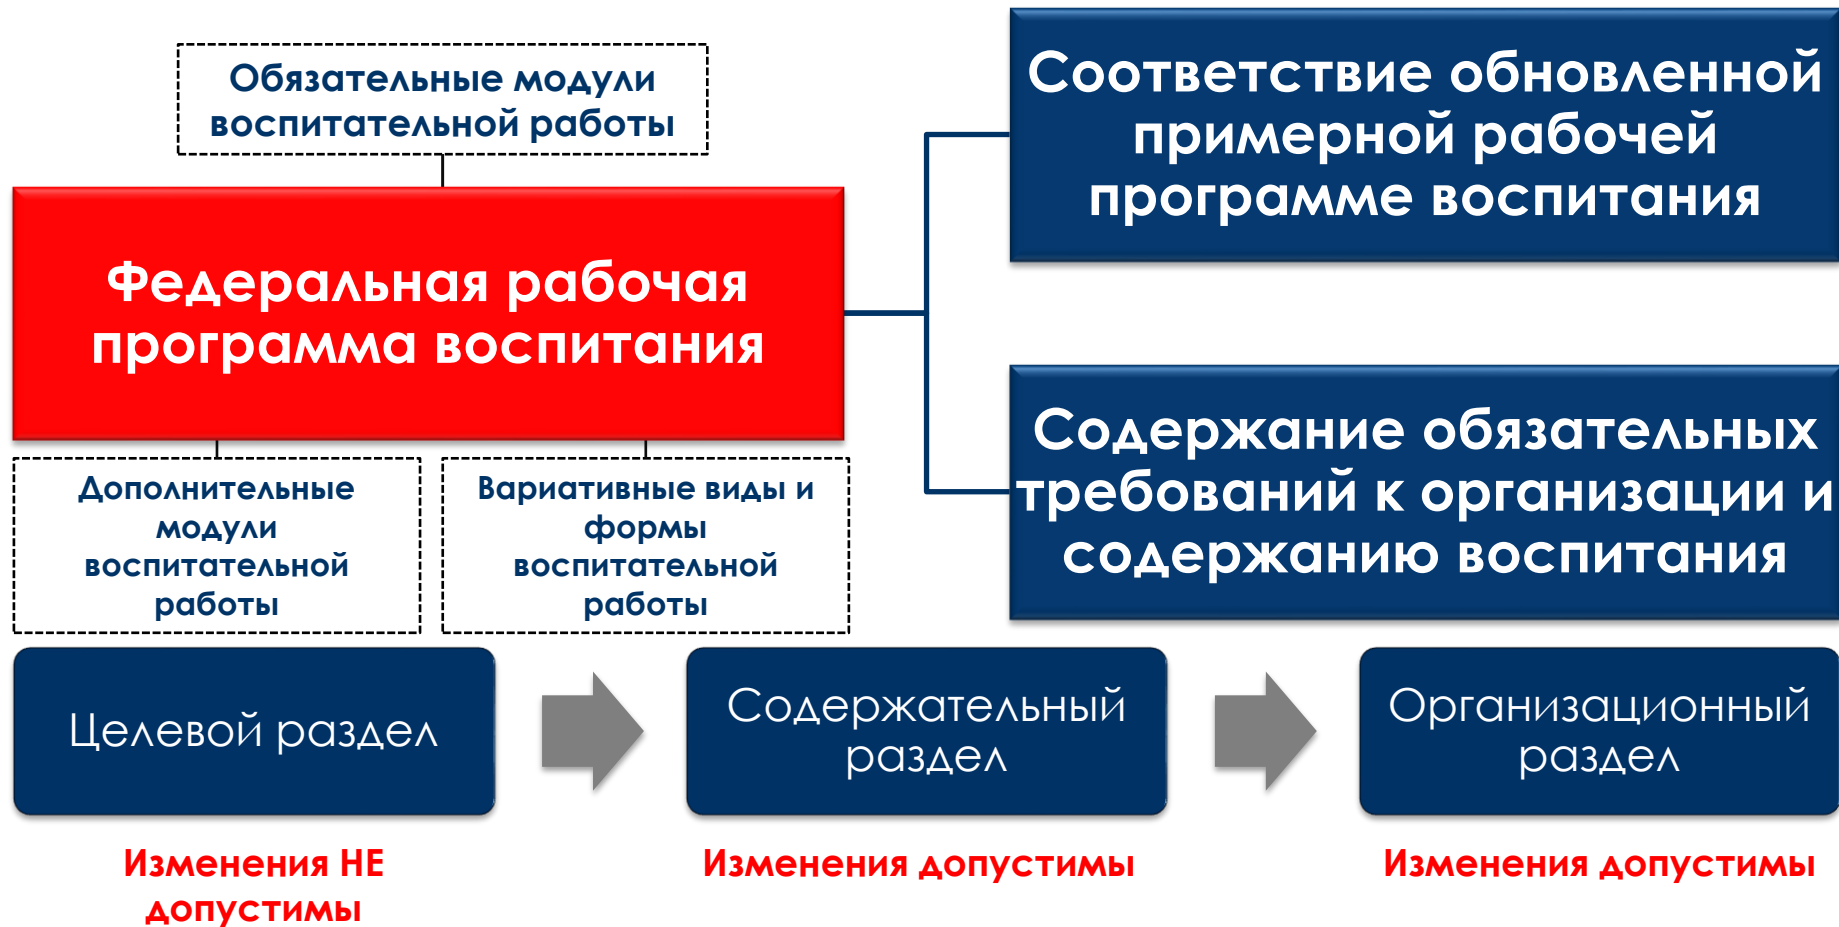 Обязательные модули
воспитательной работы
Федеральная рабочая
программа воспитания
Дополнительные
модули
воспитательной
работы
Вариативные виды и
формы
воспитательной
работы
Соответствие обновленной
примерной рабочей
программе воспитания
Содержание обязательных
требований к организации и
содержанию воспитания
Целевой раздел
Содержательный
раздел
Организационный
раздел
Изменения НЕ
допустимы
Изменения допустимы
Изменения допустимы